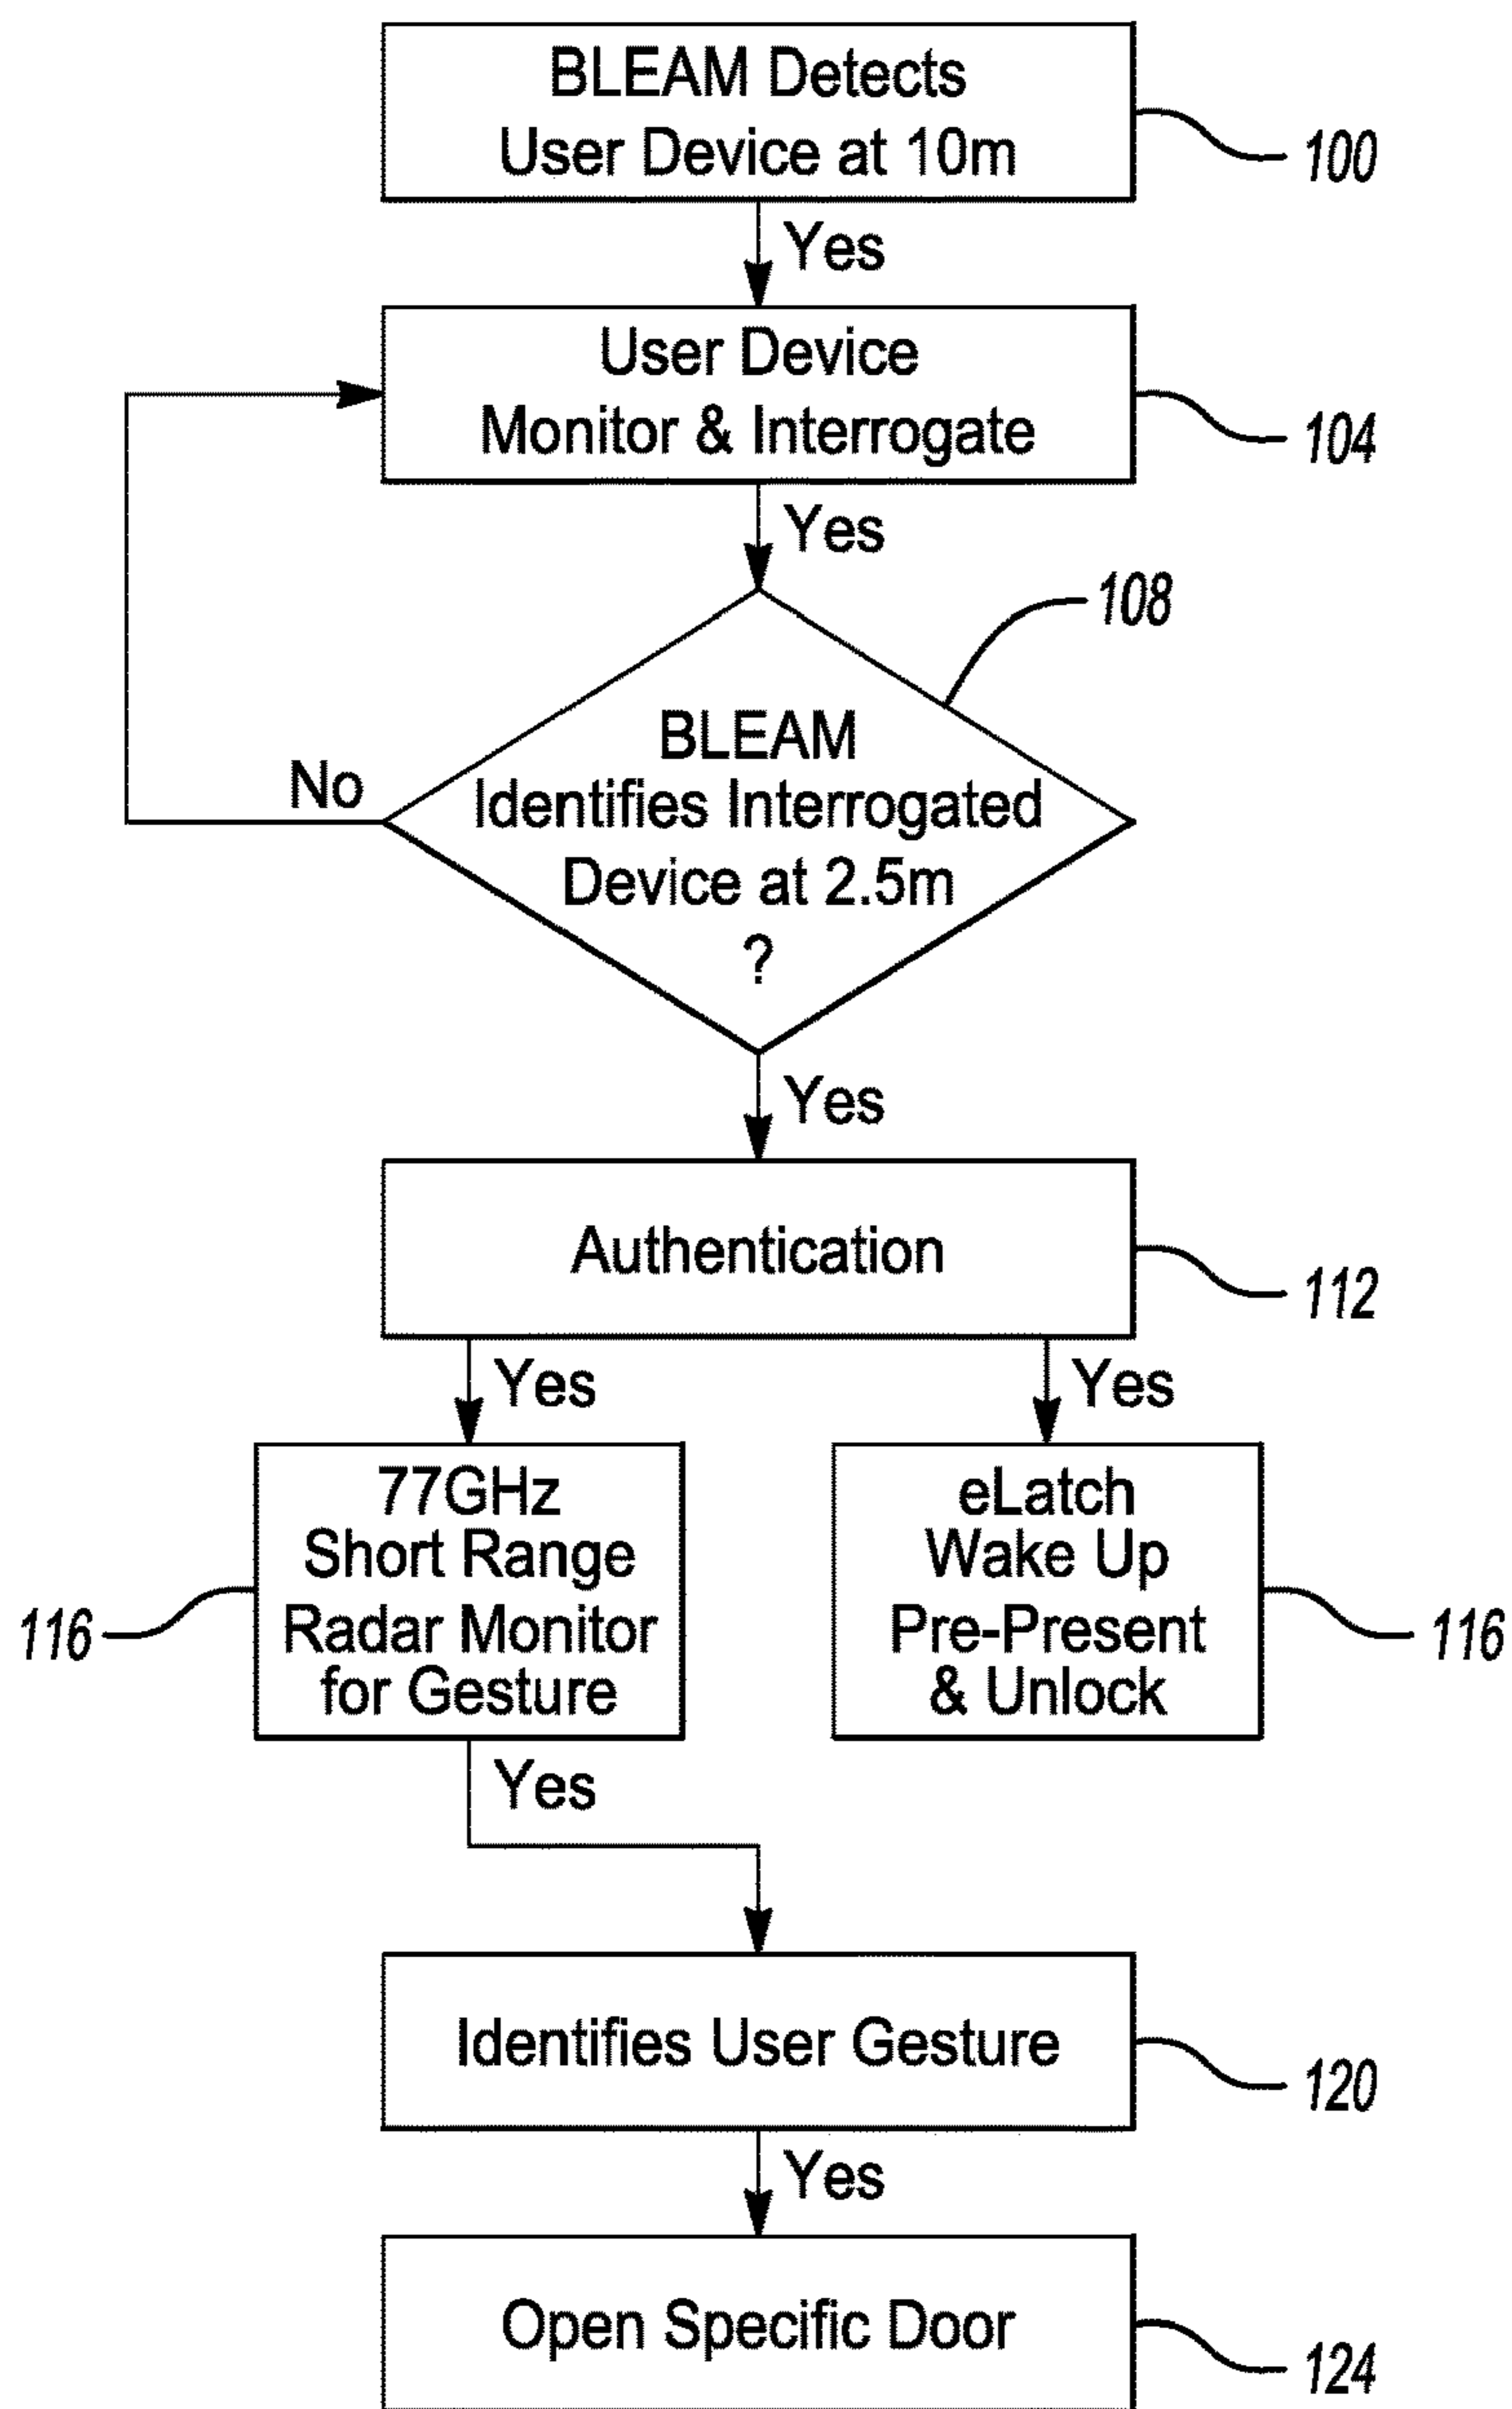 BLEAM Detects
User Device at 10m
100
Yes
User Device
Monitor & Interrogate
104
Yes
108
BLEAM
Identifies Interrogated
Device at 2.5m
?
No
Yes
Authentication
112
Yes
Yes
77GHz
Short Range
Radar Monitor
for Gesture
116
eLatch
Wake Up
Pre-Present
& Unlock
116
Yes
Identifies User Gesture
120
Yes
Open Specific Door
124